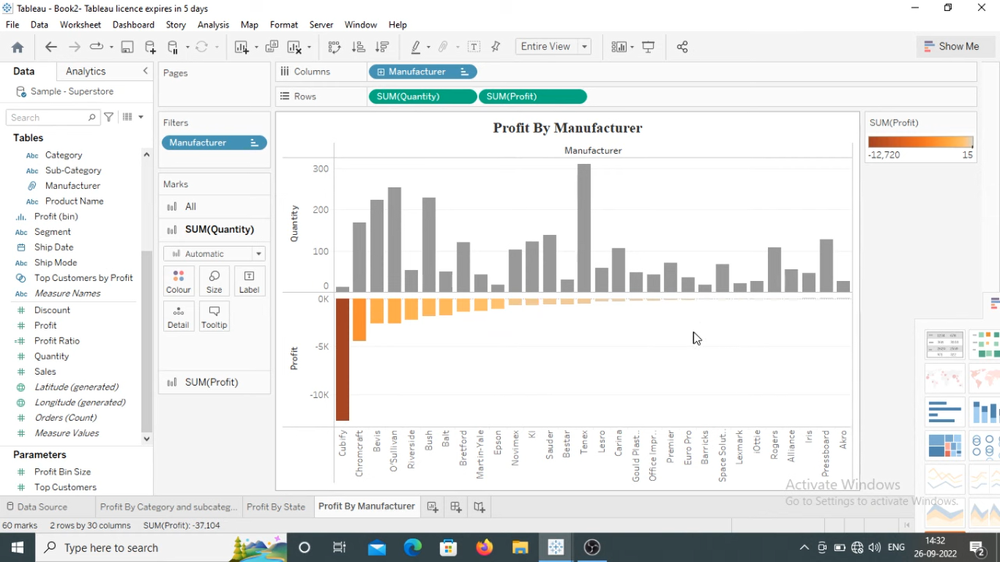 Tableau - Book2- Tableau licence expires in 5 days
File Data Worksheet Dashboard Story Analysis Map Format Server Window Help
Entire View
Show Me
Data Analytics
Sample - Superstore
Search
Tables
Abc Category
Abc Sub-Category
Manufacturer
Abc Product Name
Profit (bin)
Abc Segment
Ship Date
Abc Ship Mode
Top Customers by Profit
Abc Measure Names
# Discount
# Profit
=# Profit Ratio
# Quantity
# Sales
Latitude (generated)
Longitude (generated)
# Orders (Count)
# Measure Values
Parameters
# Profit Bin Size
# Top Customers
Pages
Filters
Manufacturer
Marks
All
SUM(Quantity)
Automatic
Colour Size Label
Detail Tooltip
SUM(Profit)
Columns Manufacturer
Rows SUM(Quantity) SUM(Profit)
Profit By Manufacturer
Manufacturer
Quantity
300
200
100
0
Profit
0K
-5K
-10K
Cubify
Chromcraft
Bevis
O'Sullivan
Riverside
Bush
Balt
Bretford
Martin-Yale
Epson
Novimex
KI
Sauder
Bestar
Tenex
Lesro
Carina
Gould Plast..
Office Impr..
Premier
Euro Pro
Barricks
Space Solut..
Lexmark
iOttie
Rogers
Alliance
Iris
Pressboard
Akro
SUM(Profit)
-12,720 15
Activate Windows
Go to Settings to activate Windows.
Data Source Profit By Category and subcateg... Profit By State Profit By Manufacturer
60 marks 2 rows by 30 columns SUM(Profit): -37,104
Type here to search
ENG
14:32
26-09-2022
2